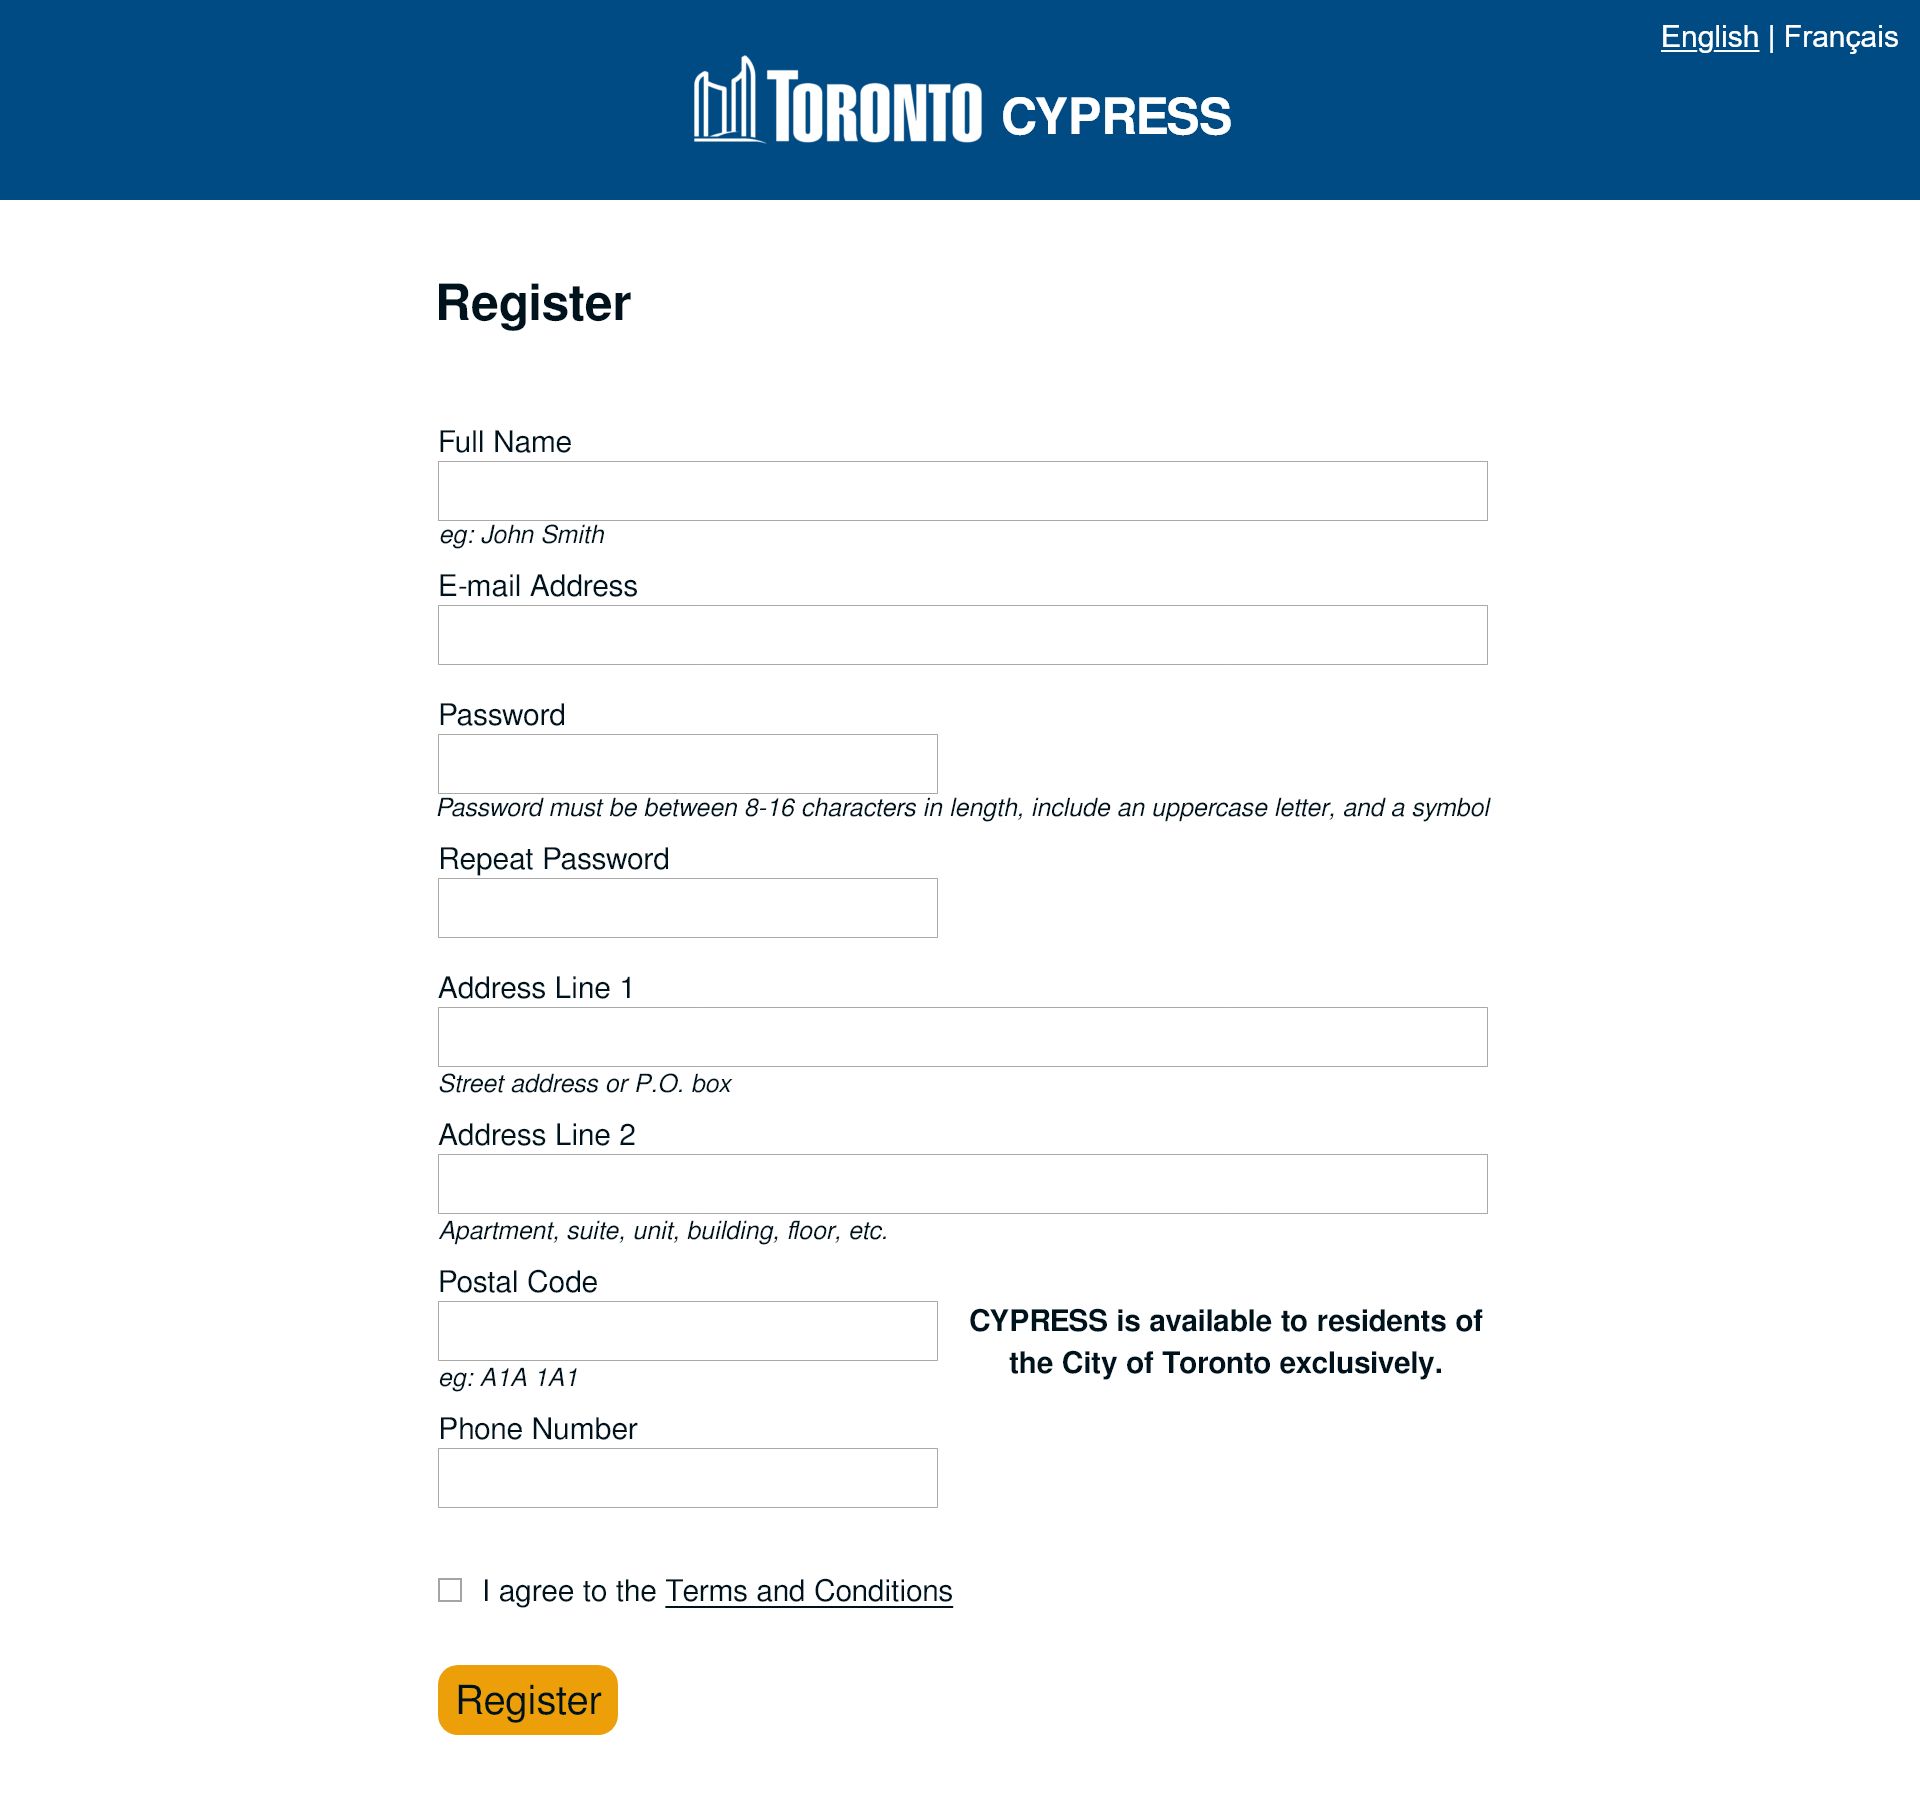 English | Français
TORONTO CYPRESS
Register
Full Name
eg: John Smith
E-mail Address
Password
Password must be between 8-16 characters in length, include an uppercase letter, and a symbol
Repeat Password
Address Line 1
Street address or P.O. box
Address Line 2
Apartment, suite, unit, building, floor, etc.
Postal Code
CYPRESS is available to residents of
the City of Toronto exclusively.
eg: A1A 1A1
Phone Number
I agree to the Terms and Conditions
Register